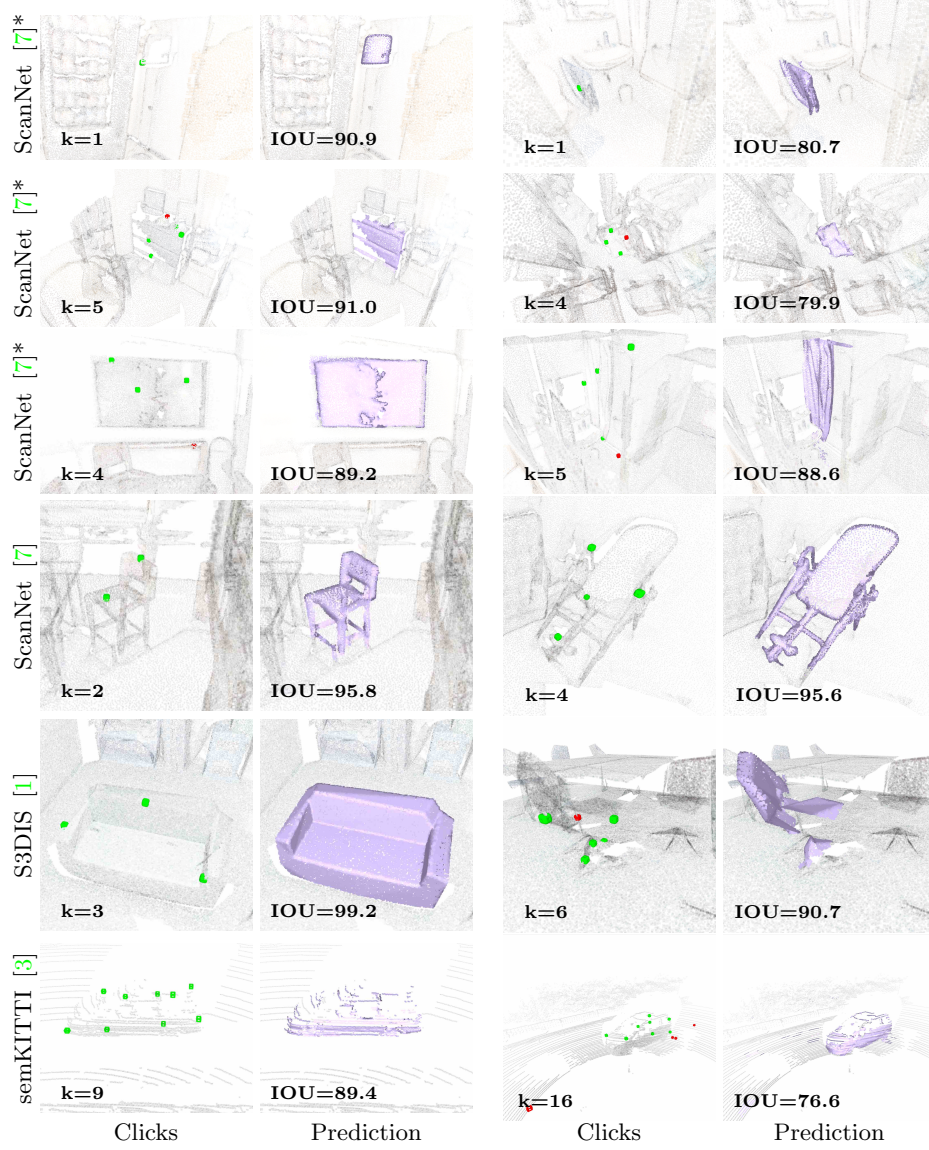 ScanNet [7]*
k=1
IOU=90.9
k=1
IOU=80.7
ScanNet [7]*
k=5
IOU=91.0
k=4
IOU=79.9
ScanNet [7]*
k=4
IOU=89.2
k=5
IOU=88.6
ScanNet [7]
k=2
IOU=95.8
k=4
IOU=95.6
S3DIS [1]
k=3
IOU=99.2
k=6
IOU=90.7
semKITTI [3]
k=9
IOU=89.4
k=16
IOU=76.6
Clicks
Prediction
Clicks
Prediction